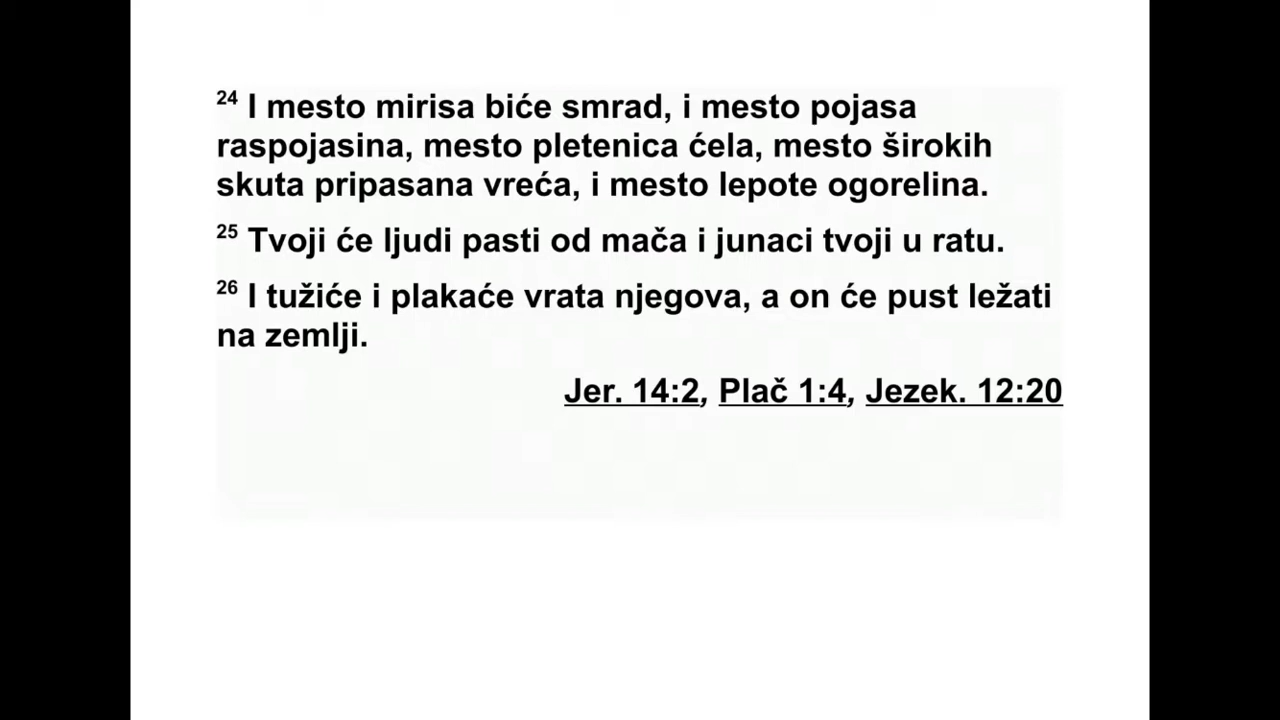 24 I mesto mirisa biće smrad, i mesto pojasa
raspojasina, mesto pletenica ćela, mesto širokih
skuta pripasana vreća, i mesto lepote ogorelina.
25 Tvoji će ljudi pasti od mača i junaci tvoji u ratu.
26 I tužiće i plakaće vrata njegova, a on će pust ležati
na zemlji.
Jer. 14:2, Plač 1:4, Jezek. 12:20